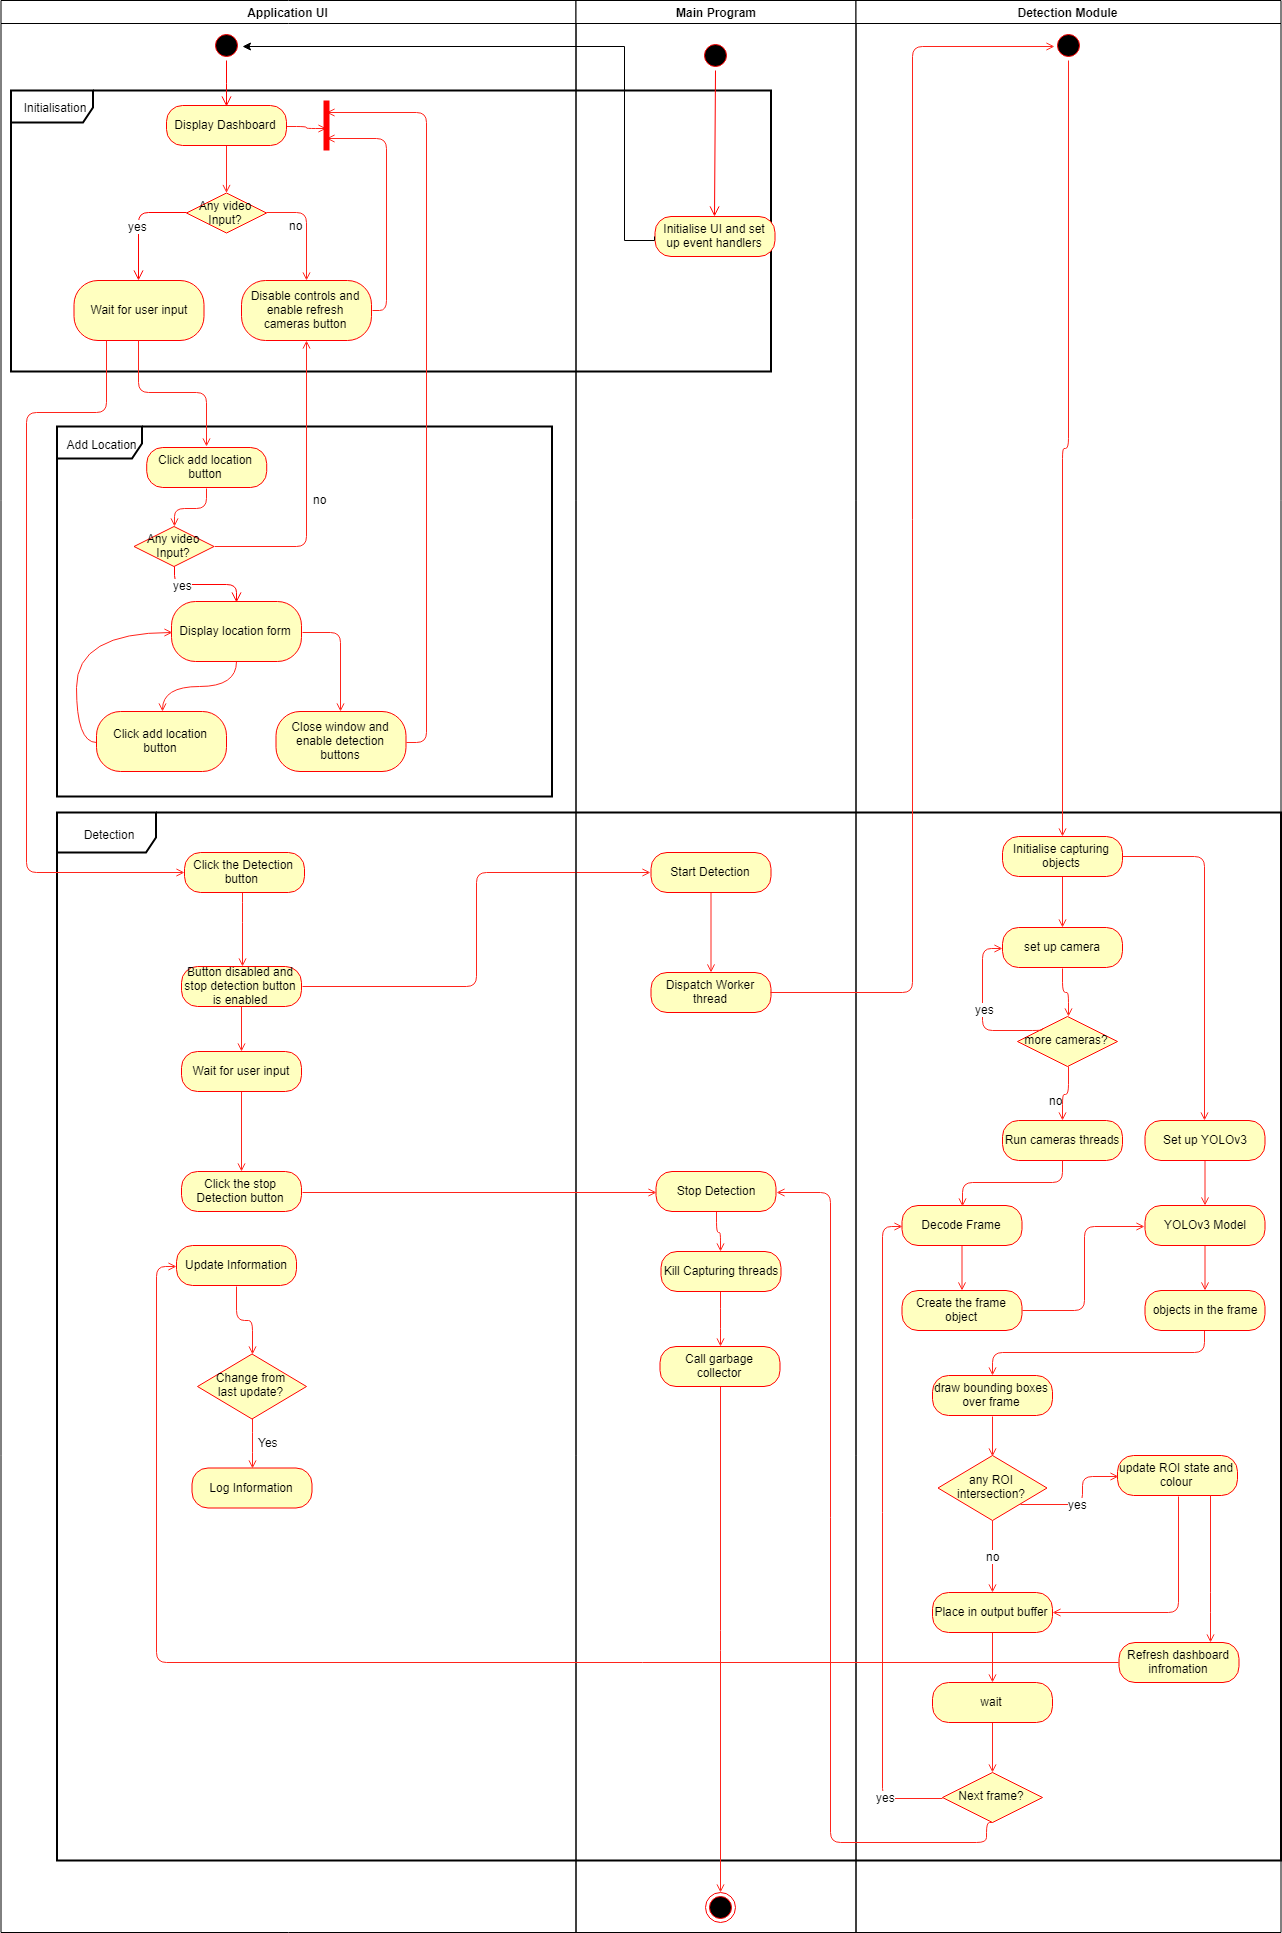 Application UI
Main Program
Detection Module
Initialisation
Display Dashboard
Any video
Input?
yes
no
Initialise UI and set
up event handlers
Wait for user input
Disable controls and
enable refresh
cameras button
Add Location
Click add location
button
no
Any video
Input?
yes
Display location form
Click add location
button
Close window and
enable detection
buttons
Detection
Click the Detection
button
Start Detection
Initialise capturing
objects
Button disabled and
stop detection button
is enabled
Dispatch Worker
thread
set up camera
yes
more cameras?
Wait for user input
no
Run cameras threads
Set up YOLOv3
Click the stop
Detection button
Stop Detection
Decode Frame
YOLOv3 Model
Update Information
Kill Capturing threads
Create the frame
object
objects in the frame
Change from
last update?
Call garbage
collector
draw bounding boxes
over frame
Yes
Log Information
any ROI
intersection?
yes
update ROI state and
colour
no
Place in output buffer
Refresh dashboard
infromation
wait
Next frame?
yes